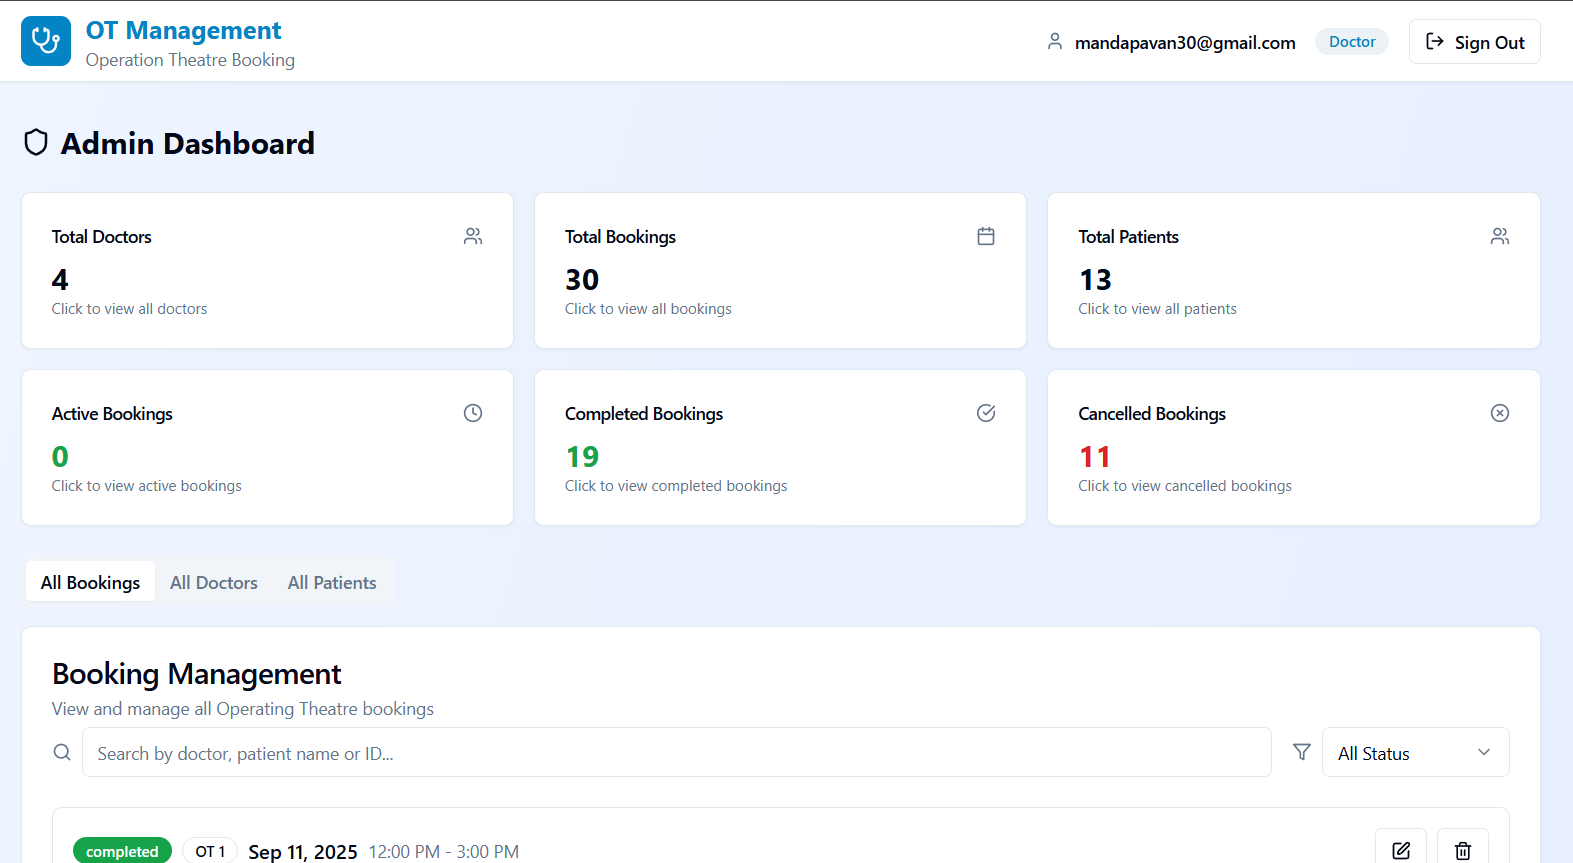 OT Management
Operation Theatre Booking
mandapavan30@gmail.com
Doctor
Sign Out
Admin Dashboard
Total Doctors
4
Click to view all doctors
Total Bookings
30
Click to view all bookings
Total Patients
13
Click to view all patients
Active Bookings
0
Click to view active bookings
Completed Bookings
19
Click to view completed bookings
Cancelled Bookings
11
Click to view cancelled bookings
All Bookings
All Doctors
All Patients
Booking Management
View and manage all Operating Theatre bookings
Search by doctor, patient name or ID...
All Status
completed
OT 1
Sep 11, 2025
12:00 PM - 3:00 PM